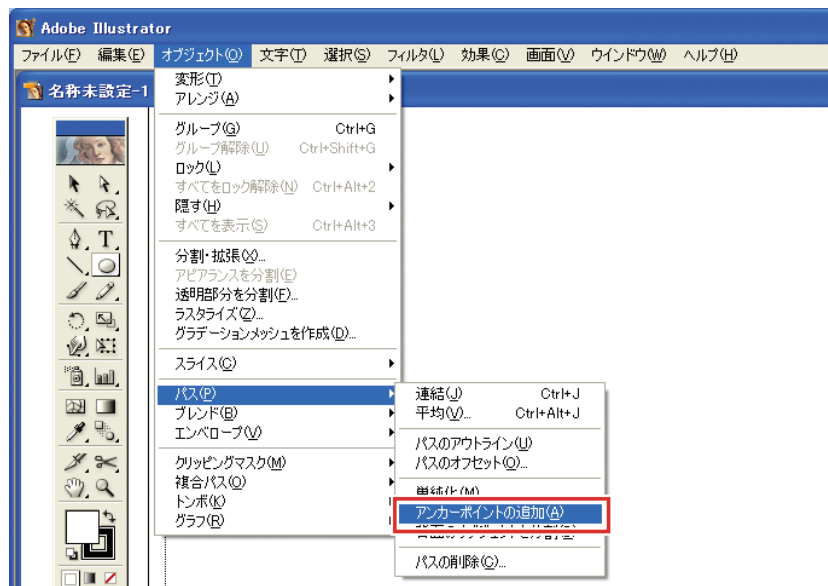 Adobe Illustrator
ファイル(F) 編集(E) オブジェクト(O) 文字(T) 選択(S) フィルタ(L) 効果(C) 画面(V) ウインドウ(W) ヘルプ(H)
名称未設定-1
変形(T)
アレンジ(A)
グループ(G) Ctrl+G
グループ解除(U) Ctrl+Shift+G
ロック(L)
すべてをロック解除(N) Ctrl+Alt+2
隠す(H)
すべてを表示(S) Ctrl+Alt+3
分割・拡張(X)...
アピアランスを分割(E)
透明部分を分割(F)...
ラスタライズ(Z)...
グラデーションメッシュを作成(D)...
スライス(C)
パス(P)
ブレンド(B)
エンベロープ(V)
クリッピングマスク(M)
複合パス(O)
トンボ(K)
グラフ(R)
連結(J) Ctrl+J
平均(V)... Ctrl+Alt+J
パスのアウトライン(U)
パスのオフセット(O)...
単純化(M)
アンカーポイントの追加(A)
パスの削除(C)...